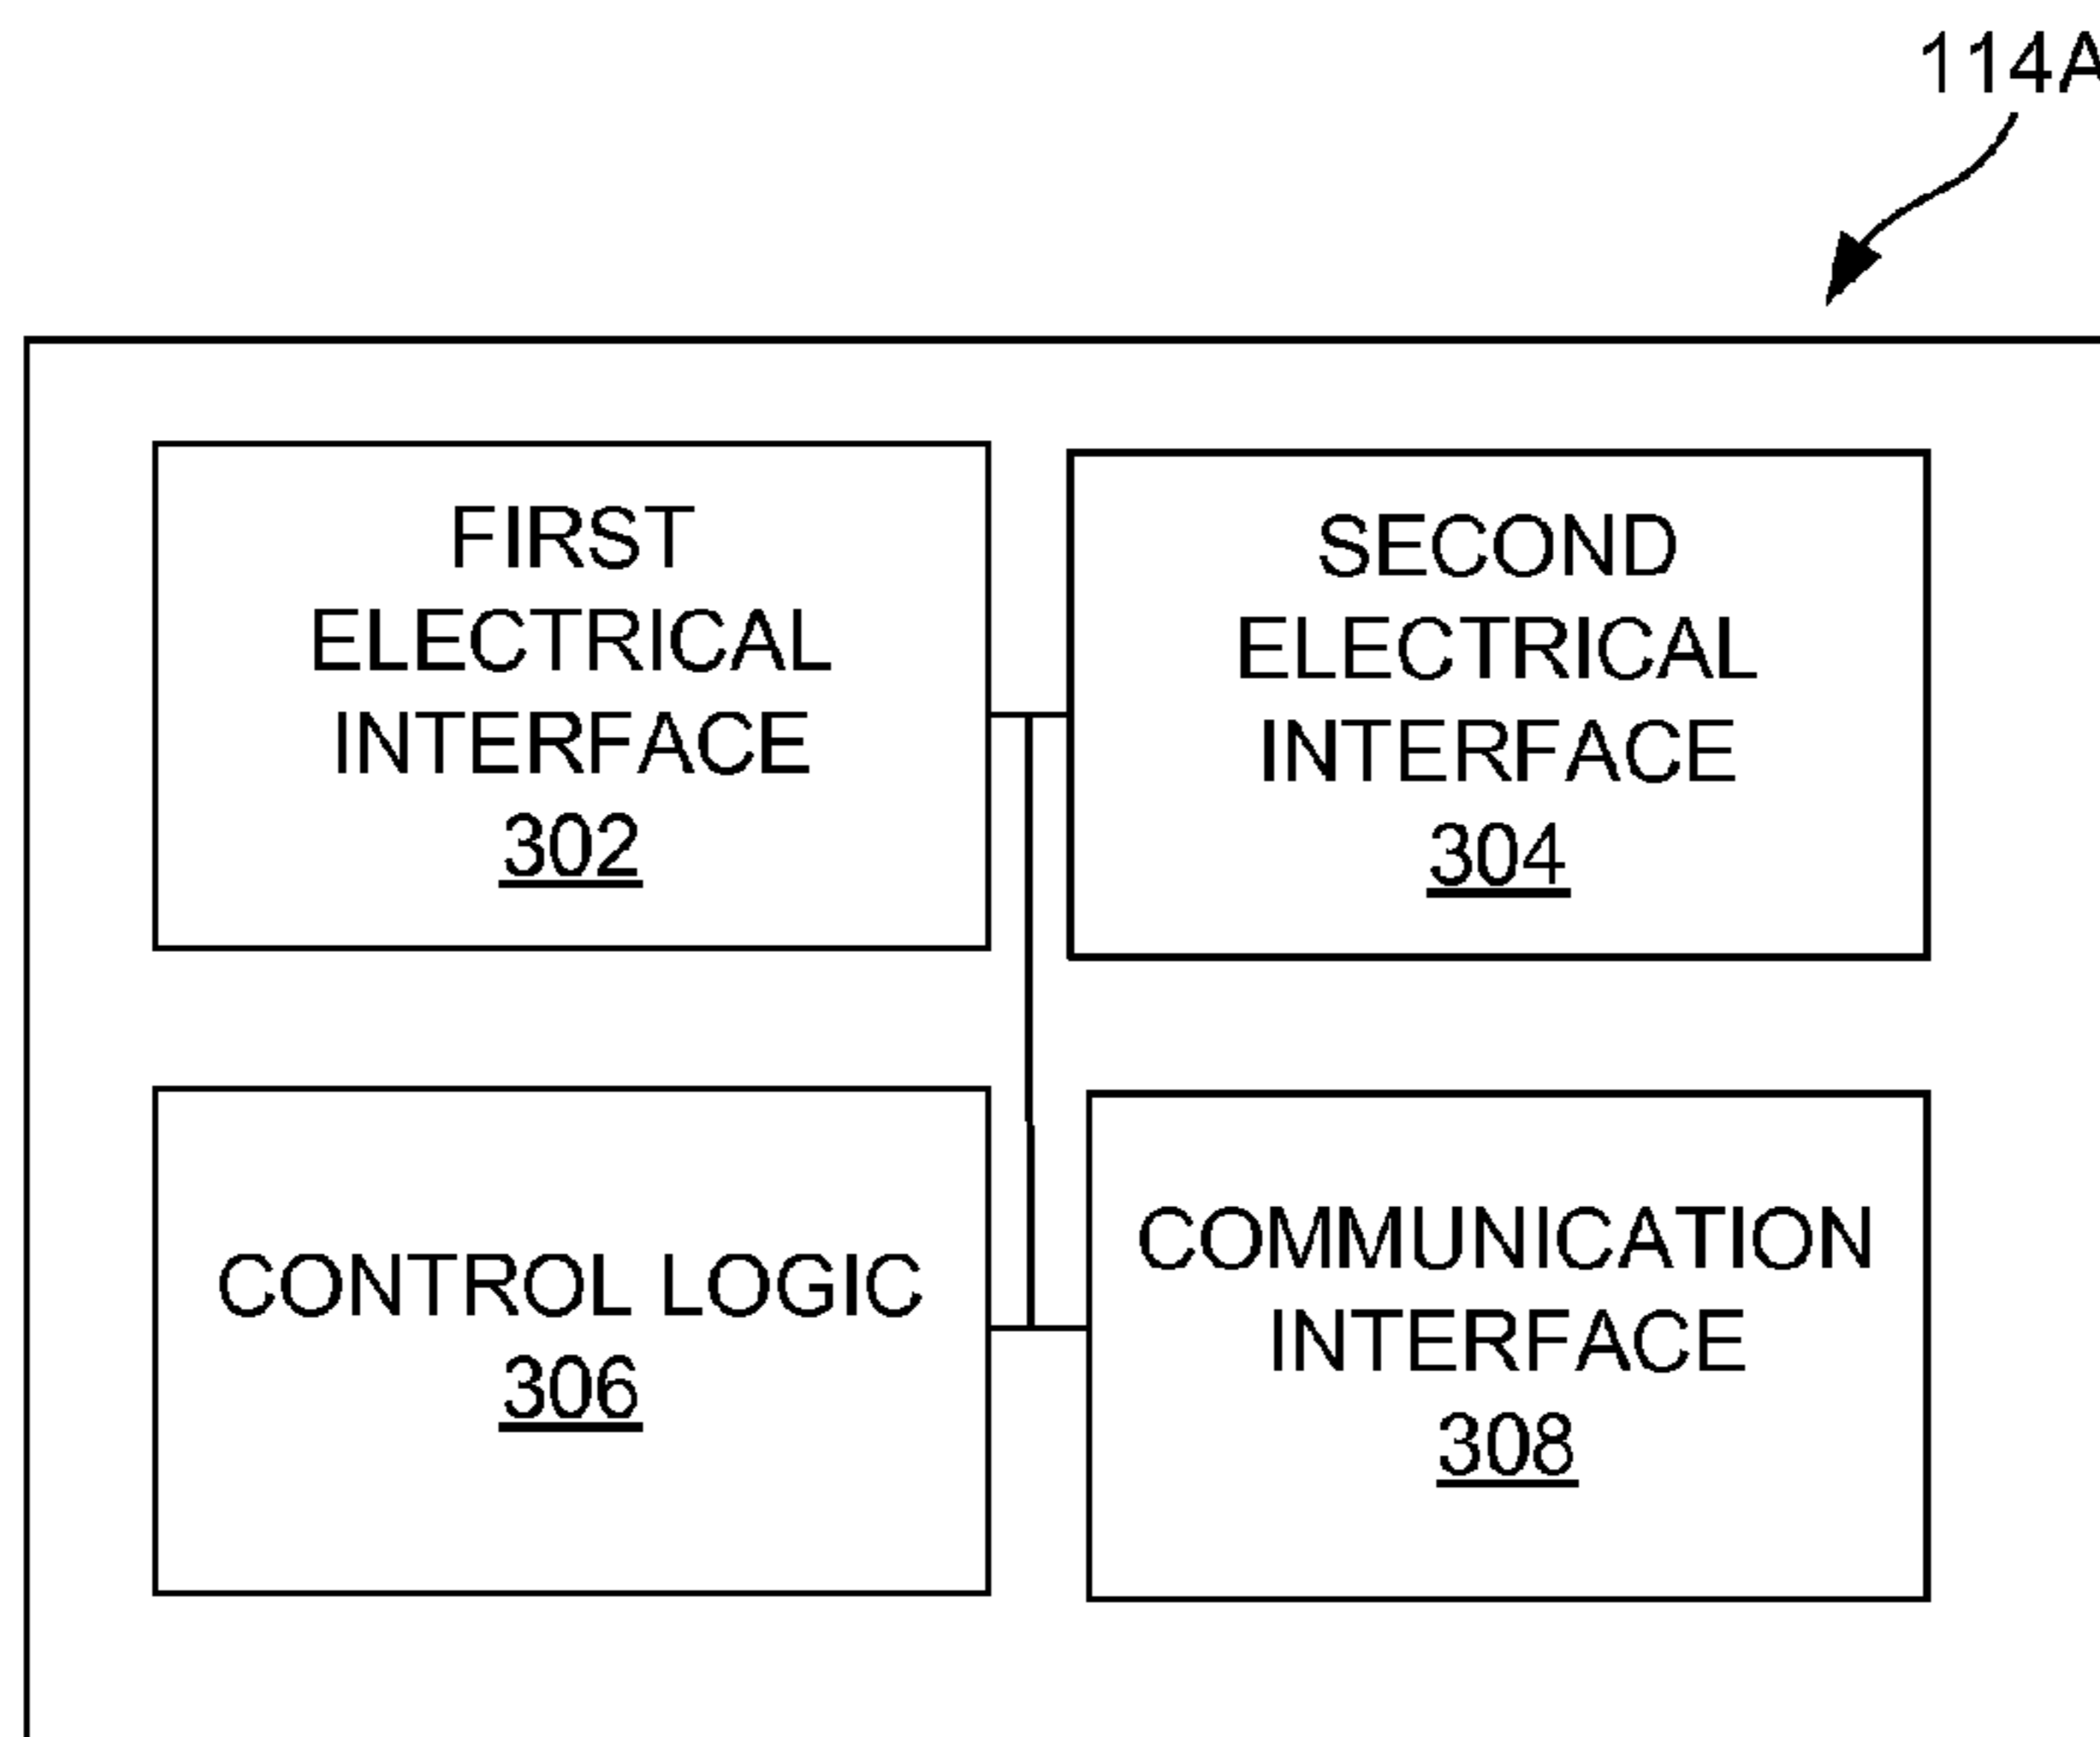 114A
FIRST
ELECTRICAL
INTERFACE
302
SECOND
ELECTRICAL
INTERFACE
304
CONTROL LOGIC
306
COMMUNICATION
INTERFACE
308